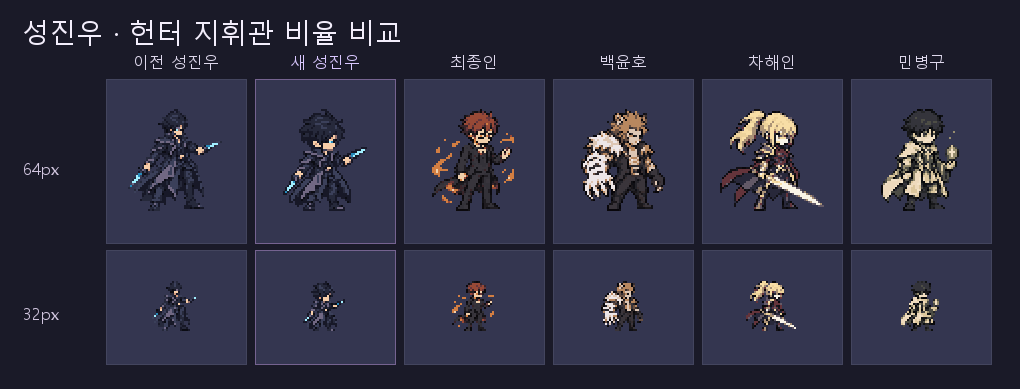 성진우 · 헌터 지휘관 비율 비교
이전 성진우 새 성진우 최종인 백윤호 차해인 민병구
64px
32px